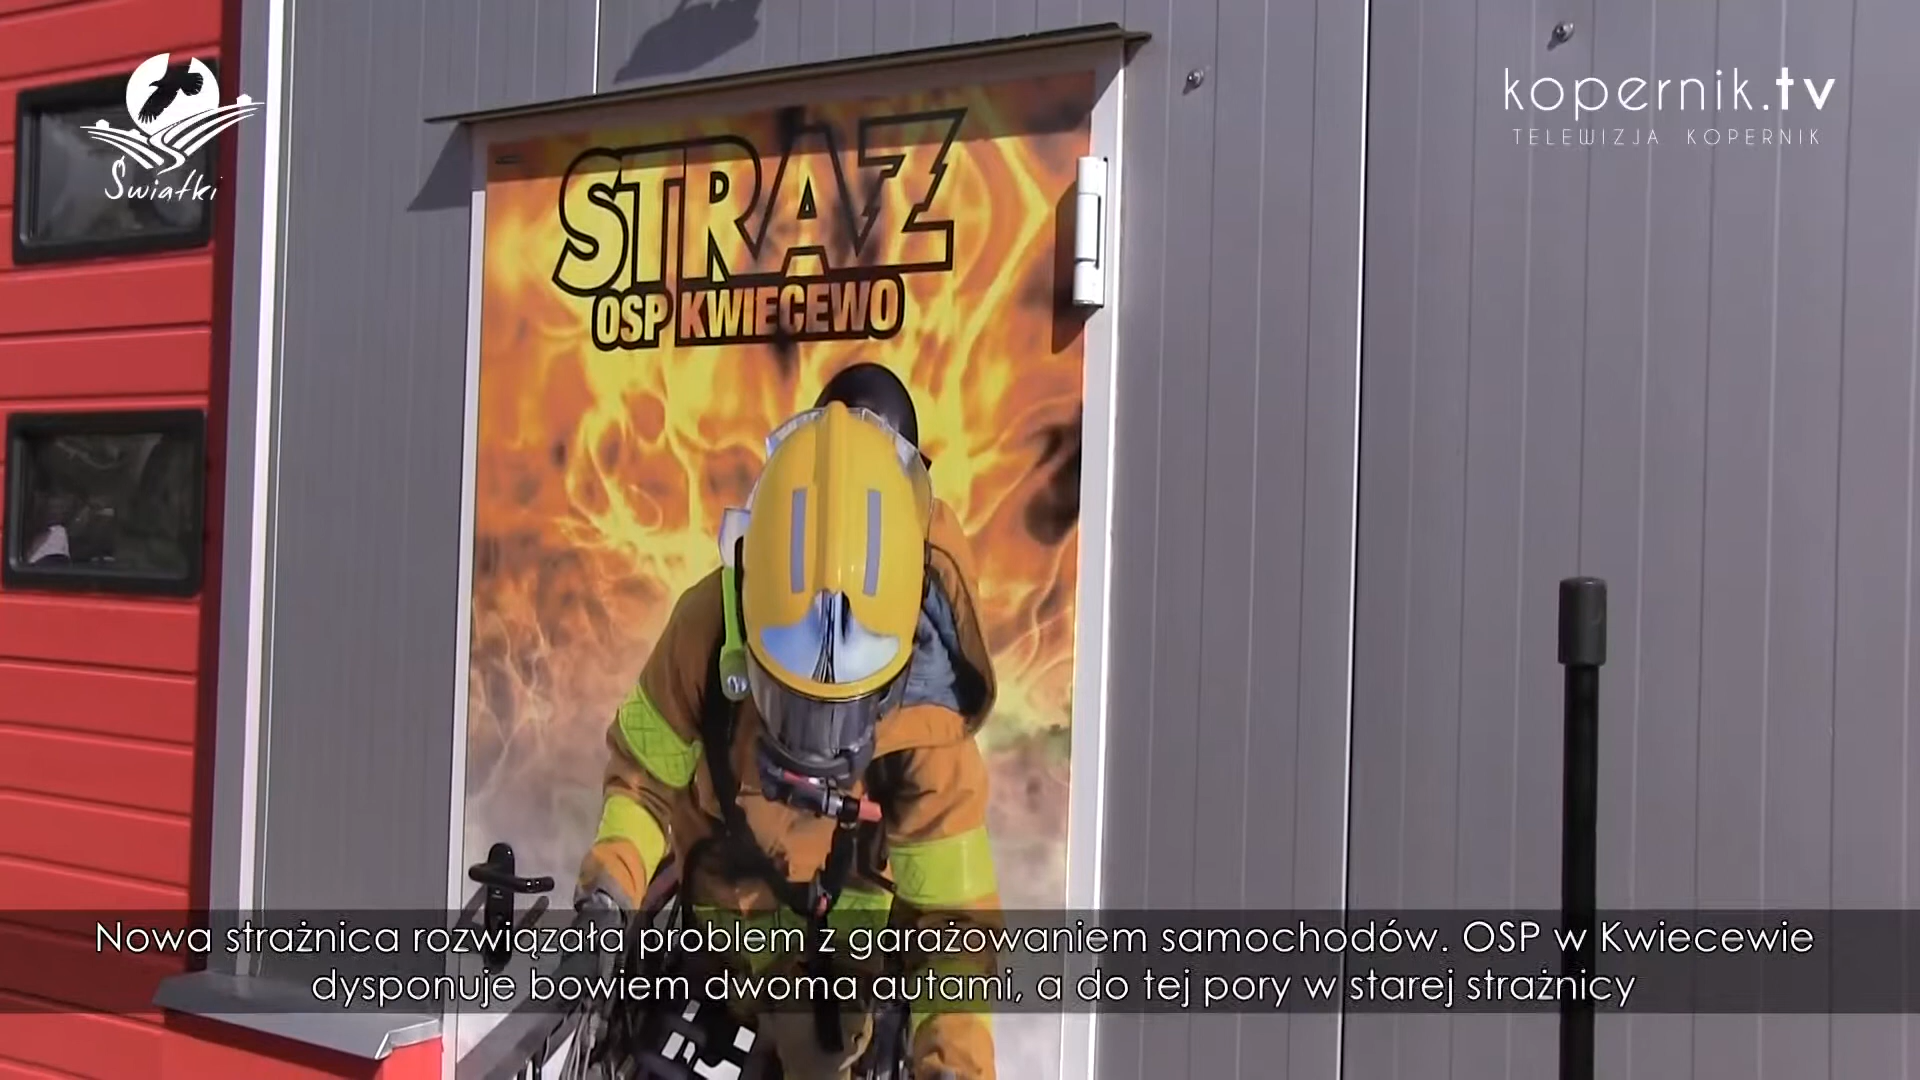 Świątki
kopernik.tv
TELEWIZJA KOPERNIK
STRAŻ
OSP KWIECEWO
Nowa strażnica rozwiązała problem z garażowaniem samochodów. OSP w Kwiecewie
dysponuje bowiem dwoma autami, a do tej pory w starej strażnicy